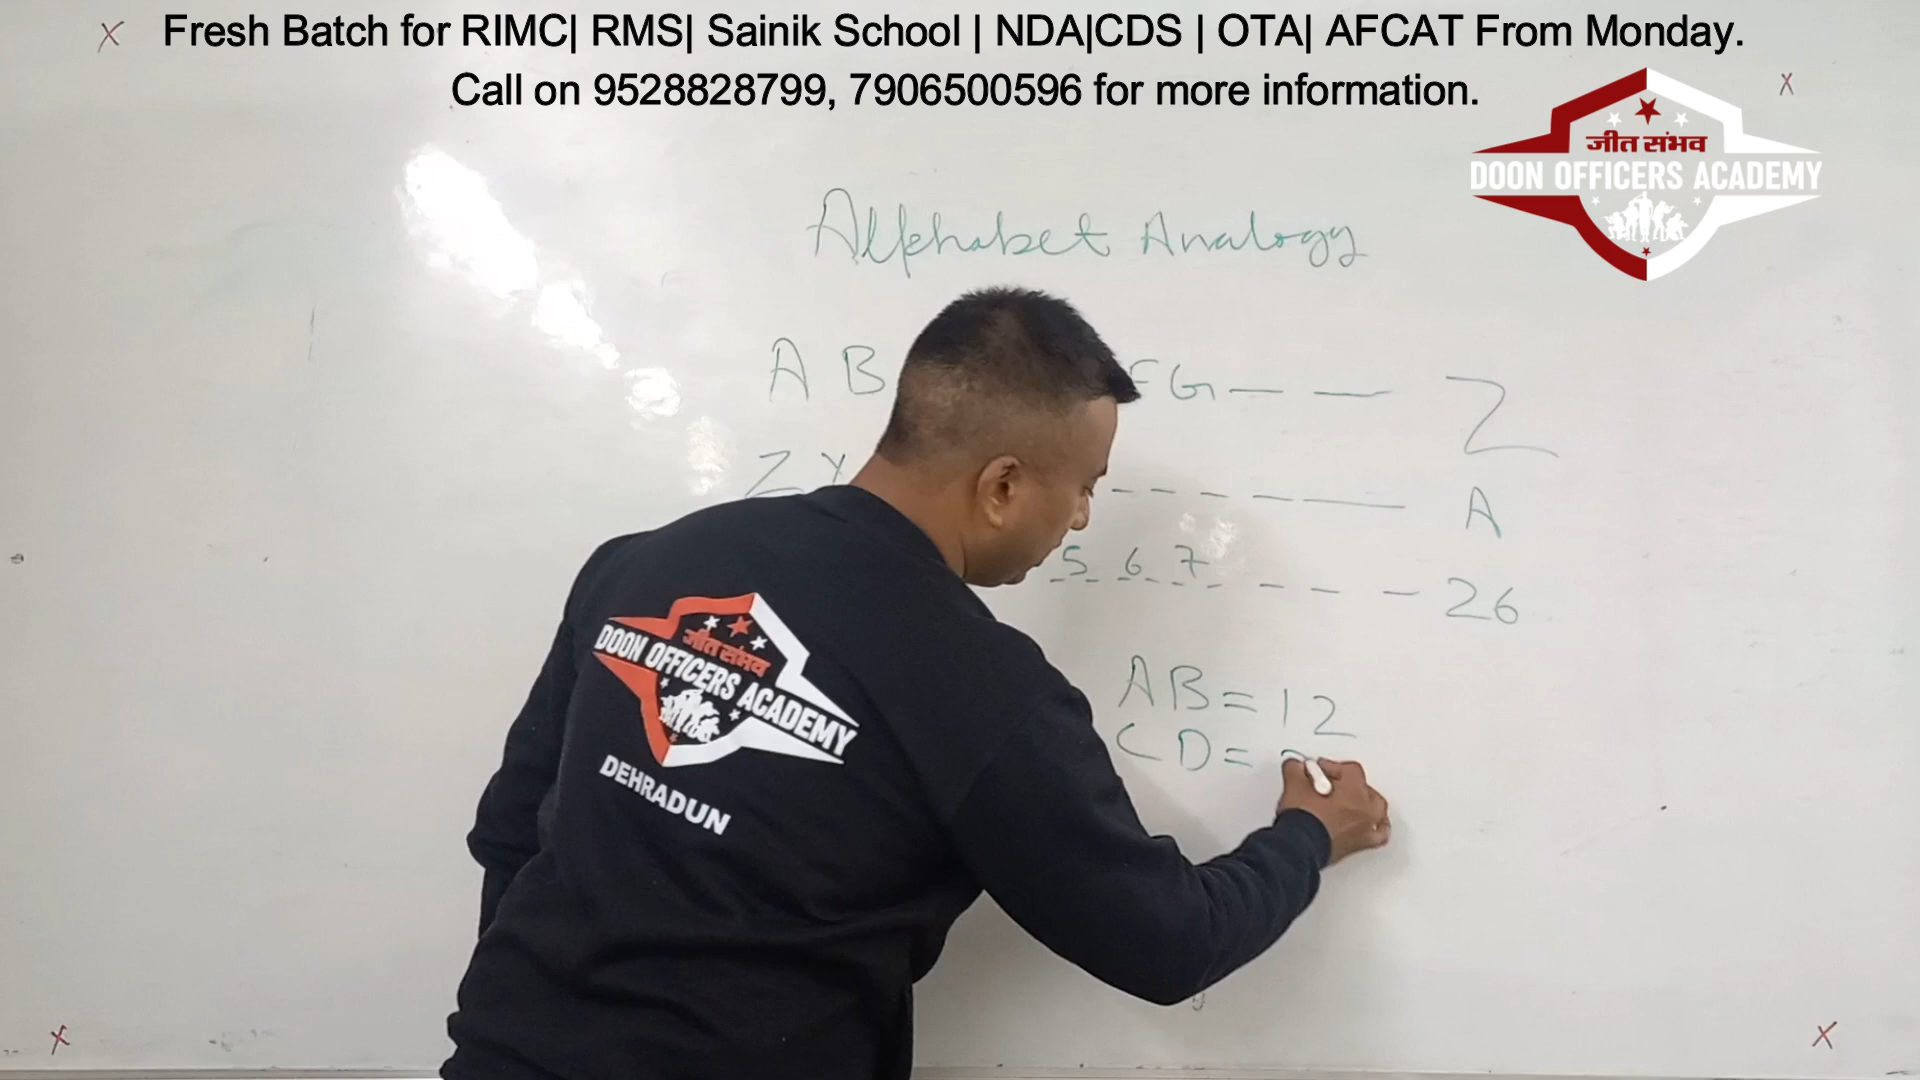 Fresh Batch for RIMC| RMS| Sainik School | NDA|CDS | OTA| AFCAT From Monday.
Call on 9528828799, 7906500596 for more information.
जीत संभव
DOON OFFICERS ACADEMY
Alphabet Analogy
A B F G — — Z
Z Y - - - — — A
5 6 7 - - - 26
AB = 12
CD =
जीत संभव
DOON OFFICERS ACADEMY
DEHRADUN